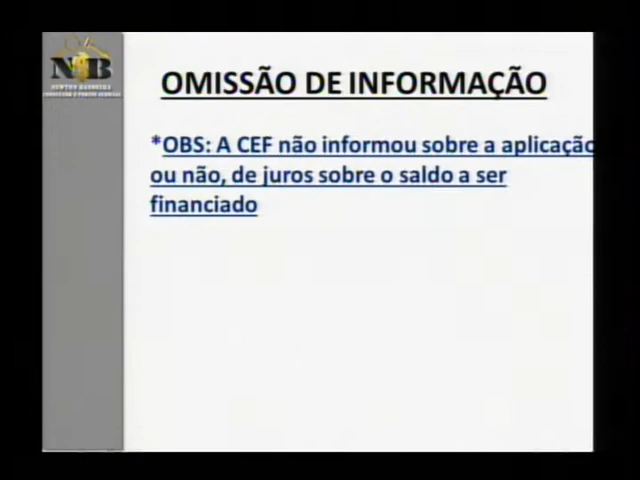 NB
OMISSÃO DE INFORMAÇÃO
*OBS: A CEF não informou sobre a aplicação
ou não, de juros sobre o saldo a ser
financiado